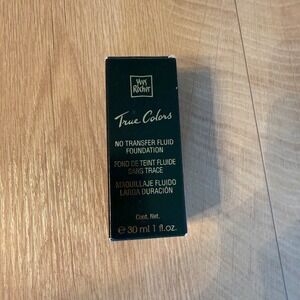 Yves
Rocher
True Colors
NO TRANSFER FLUID
FOUNDATION
FOND DE TEINT FLUIDE
SANS TRACE
MAQUILLAJE FLUIDO
LARGA DURACIÓN
Cont. Net.
℮ 30 ml 1 fl.oz.